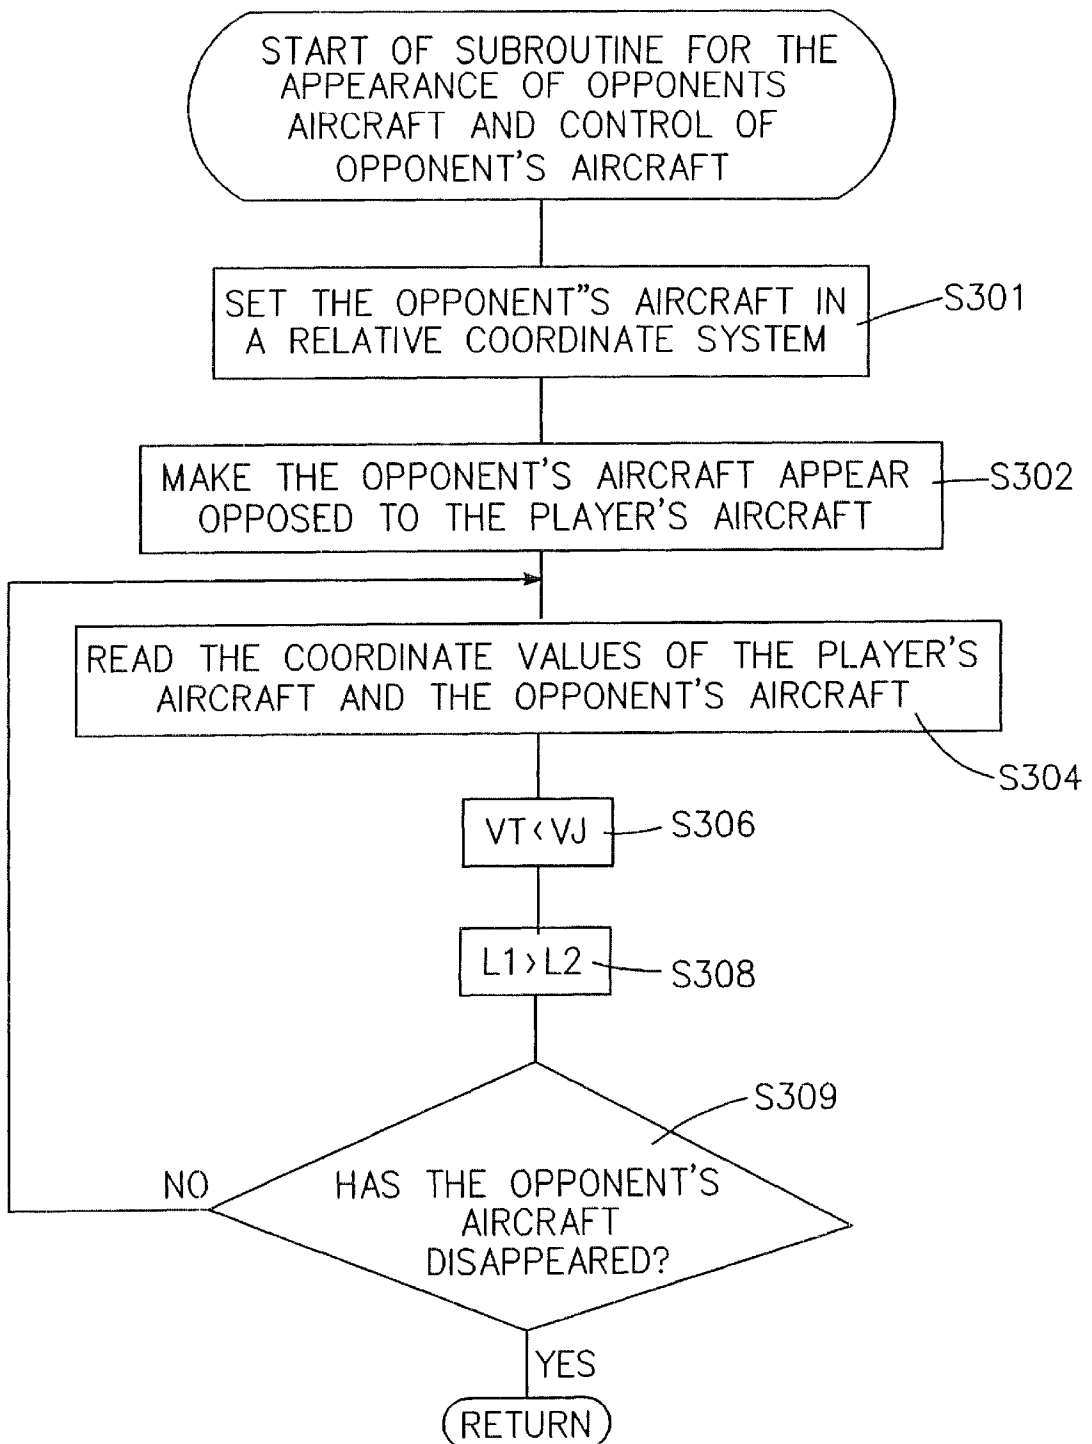 START OF SUBROUTINE FOR THE
APPEARANCE OF OPPONENTS
AIRCRAFT AND CONTROL OF
OPPONENT'S AIRCRAFT
SET THE OPPONENT"S AIRCRAFT IN
A RELATIVE COORDINATE SYSTEM
S301
MAKE THE OPPONENT'S AIRCRAFT APPEAR
OPPOSED TO THE PLAYER'S AIRCRAFT
S302
READ THE COORDINATE VALUES OF THE PLAYER'S
AIRCRAFT AND THE OPPONENT'S AIRCRAFT
S304
VT<VJ
S306
L1>L2
S308
S309
NO
HAS THE OPPONENT'S
AIRCRAFT
DISAPPEARED?
YES
RETURN